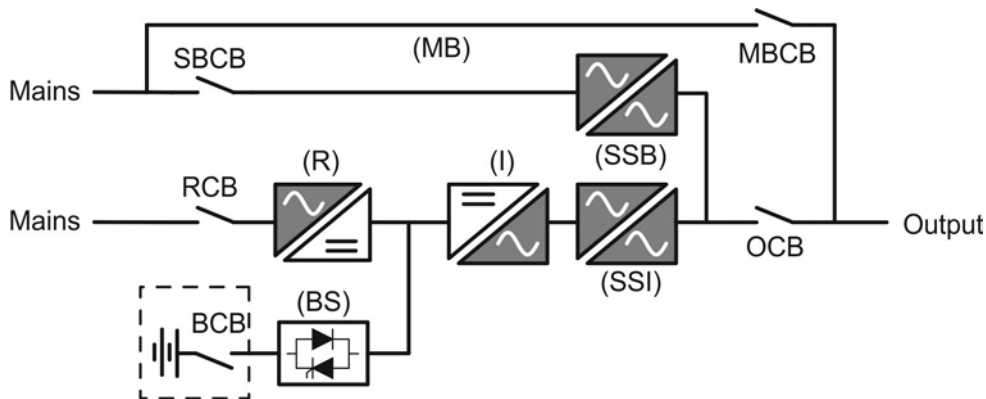 (MB)
MBCB
SBCB
Mains
(SSB)
(R)
(I)
RCB
Mains
Output
OCB
(SSI)
(BS)
BCB